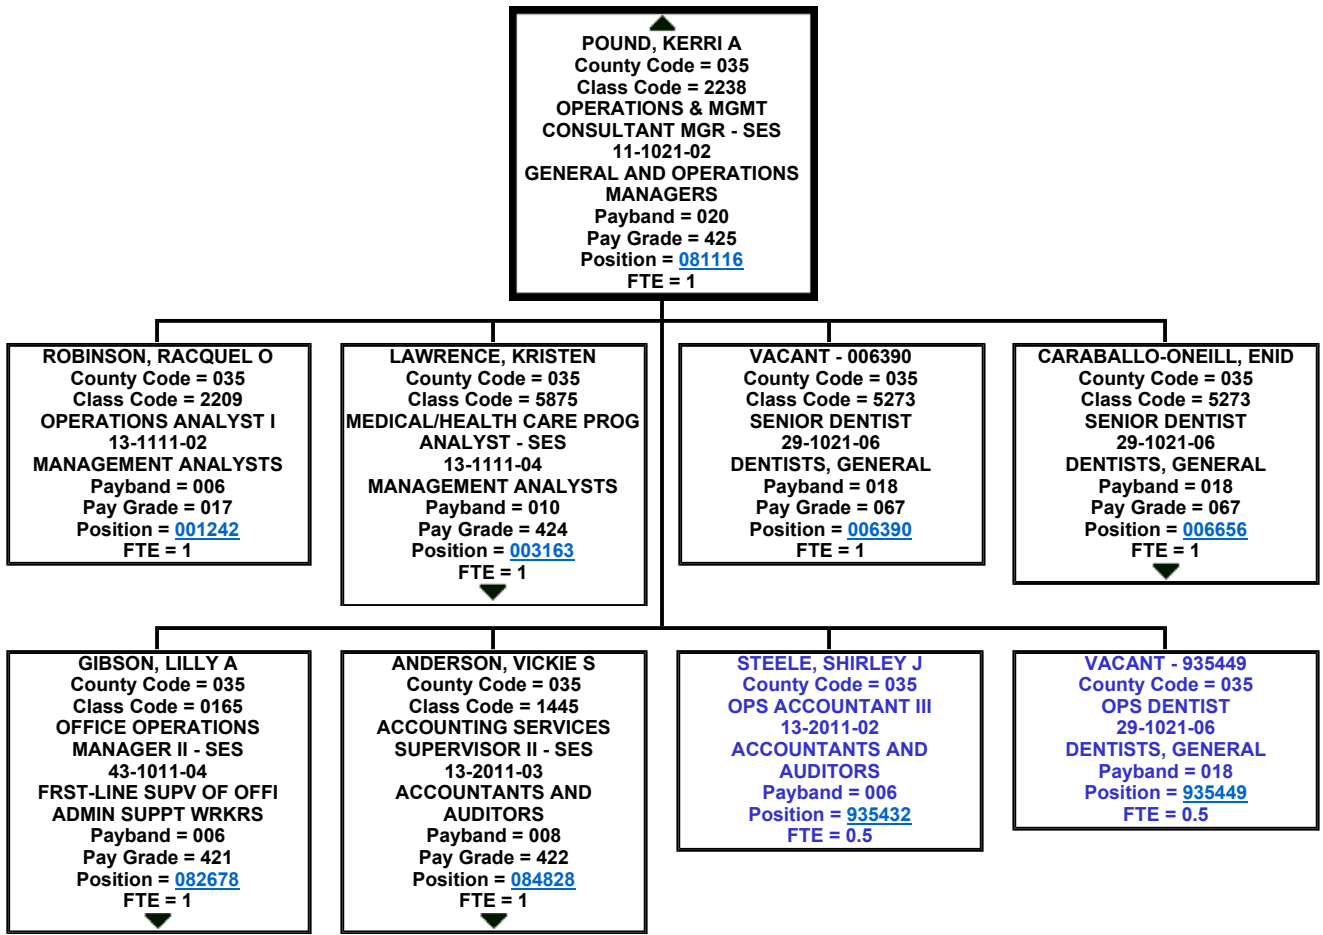 POUND, KERRI A
County Code = 035
Class Code = 2238
OPERATIONS & MGMT
CONSULTANT MGR - SES
11-1021-02
GENERAL AND OPERATIONS
MANAGERS
Payband = 020
Pay Grade = 425
Position = 081116
FTE = 1
ROBINSON, RACQUEL O
County Code = 035
Class Code = 2209
OPERATIONS ANALYST I
13-1111-02
MANAGEMENT ANALYSTS
Payband = 006
Pay Grade = 017
Position = 001242
FTE = 1
LAWRENCE, KRISTEN
County Code = 035
Class Code = 5875
MEDICAL/HEALTH CARE PROG
ANALYST - SES
13-1111-04
MANAGEMENT ANALYSTS
Payband = 010
Pay Grade = 424
Position = 003163
FTE = 1
VACANT - 006390
County Code = 035
Class Code = 5273
SENIOR DENTIST
29-1021-06
DENTISTS, GENERAL
Payband = 018
Pay Grade = 067
Position = 006390
FTE = 1
CARABALLO-ONEILL, ENID
County Code = 035
Class Code = 5273
SENIOR DENTIST
29-1021-06
DENTISTS, GENERAL
Payband = 018
Pay Grade = 067
Position = 006656
FTE = 1
GIBSON, LILLY A
County Code = 035
Class Code = 0165
OFFICE OPERATIONS
MANAGER II - SES
43-1011-04
FRST-LINE SUPV OF OFFI
ADMIN SUPPT WRKRS
Payband = 006
Pay Grade = 421
Position = 082678
FTE = 1
ANDERSON, VICKIE S
County Code = 035
Class Code = 1445
ACCOUNTING SERVICES
SUPERVISOR II - SES
13-2011-03
ACCOUNTANTS AND
AUDITORS
Payband = 008
Pay Grade = 422
Position = 084828
FTE = 1
STEELE, SHIRLEY J
County Code = 035
OPS ACCOUNTANT III
13-2011-02
ACCOUNTANTS AND
AUDITORS
Payband = 006
Position = 935432
FTE = 0.5
VACANT - 935449
County Code = 035
OPS DENTIST
29-1021-06
DENTISTS, GENERAL
Payband = 018
Position = 935449
FTE = 0.5